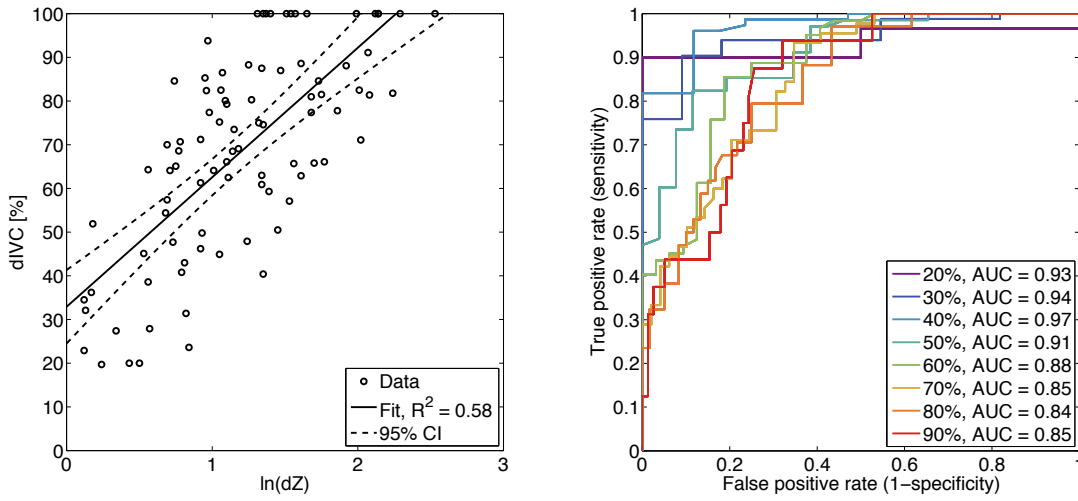 100
90
80
70
60
50
40
30
20
10
0
dIVC [%]
0
1
2
3
ln(dZ)
Data
Fit, R² = 0.58
95% CI
1
0.9
0.8
0.7
0.6
0.5
0.4
0.3
0.2
0.1
0
True positive rate (sensitivity)
0
0.2
0.4
0.6
0.8
False positive rate (1−specificity)
20%, AUC = 0.93
30%, AUC = 0.94
40%, AUC = 0.97
50%, AUC = 0.91
60%, AUC = 0.88
70%, AUC = 0.85
80%, AUC = 0.84
90%, AUC = 0.85